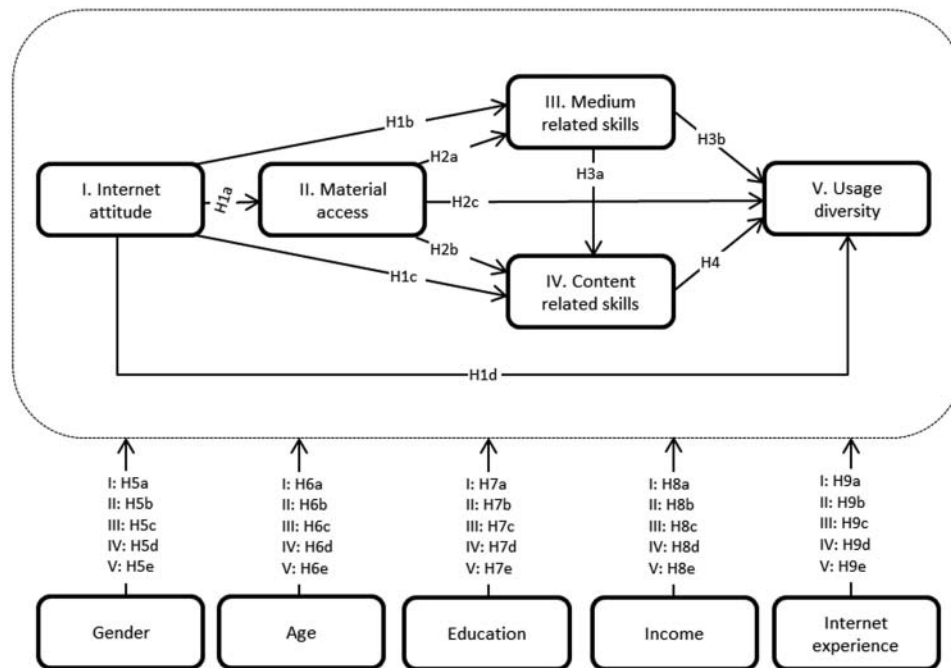 III. Medium
related skills
H1b
H3b
H2a
H3a
I. Internet
attitude
H1a
II. Material
access
H2c
V. Usage
diversity
H2b
H1c
H4
IV. Content
related skills
H1d
I: H5a
II: H5b
III: H5c
IV: H5d
V: H5e
I: H6a
II: H6b
III: H6c
IV: H6d
V: H6e
I: H7a
II: H7b
III: H7c
IV: H7d
V: H7e
I: H8a
II: H8b
III: H8c
IV: H8d
V: H8e
I: H9a
II: H9b
III: H9c
IV: H9d
V: H9e
Gender
Age
Education
Income
Internet
experience